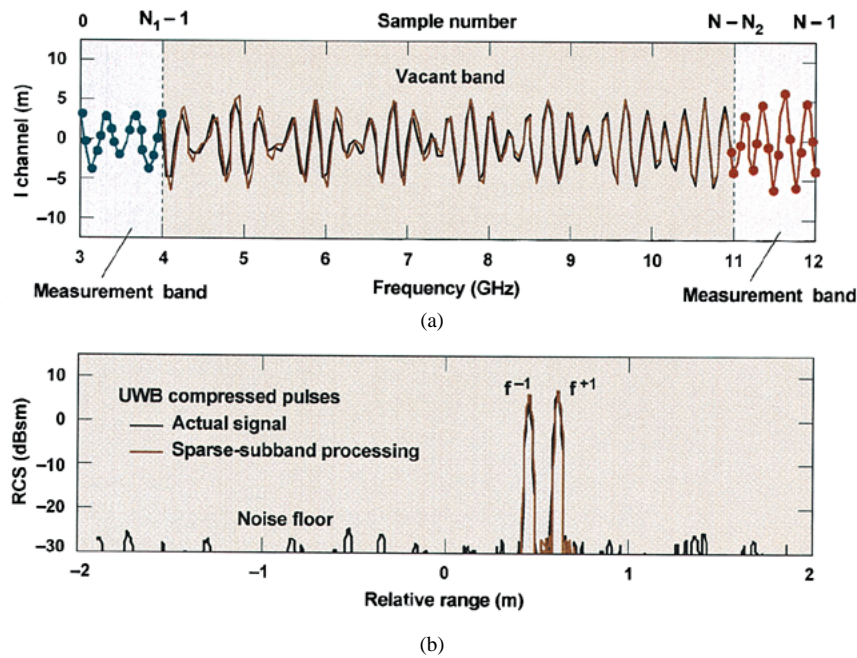 0 N₁ – 1 Sample number N – N₂ N – 1
I channel (m)
10
5
0
–5
–10
Vacant band
3 4 5 6 7 8 9 10 11 12
Measurement band Frequency (GHz) Measurement band
(a)
RCS (dBsm)
10
0
–10
–20
–30
UWB compressed pulses
Actual signal
Sparse-subband processing
f⁻¹ f⁺¹
Noise floor
–2 –1 0 1 2
Relative range (m)
(b)